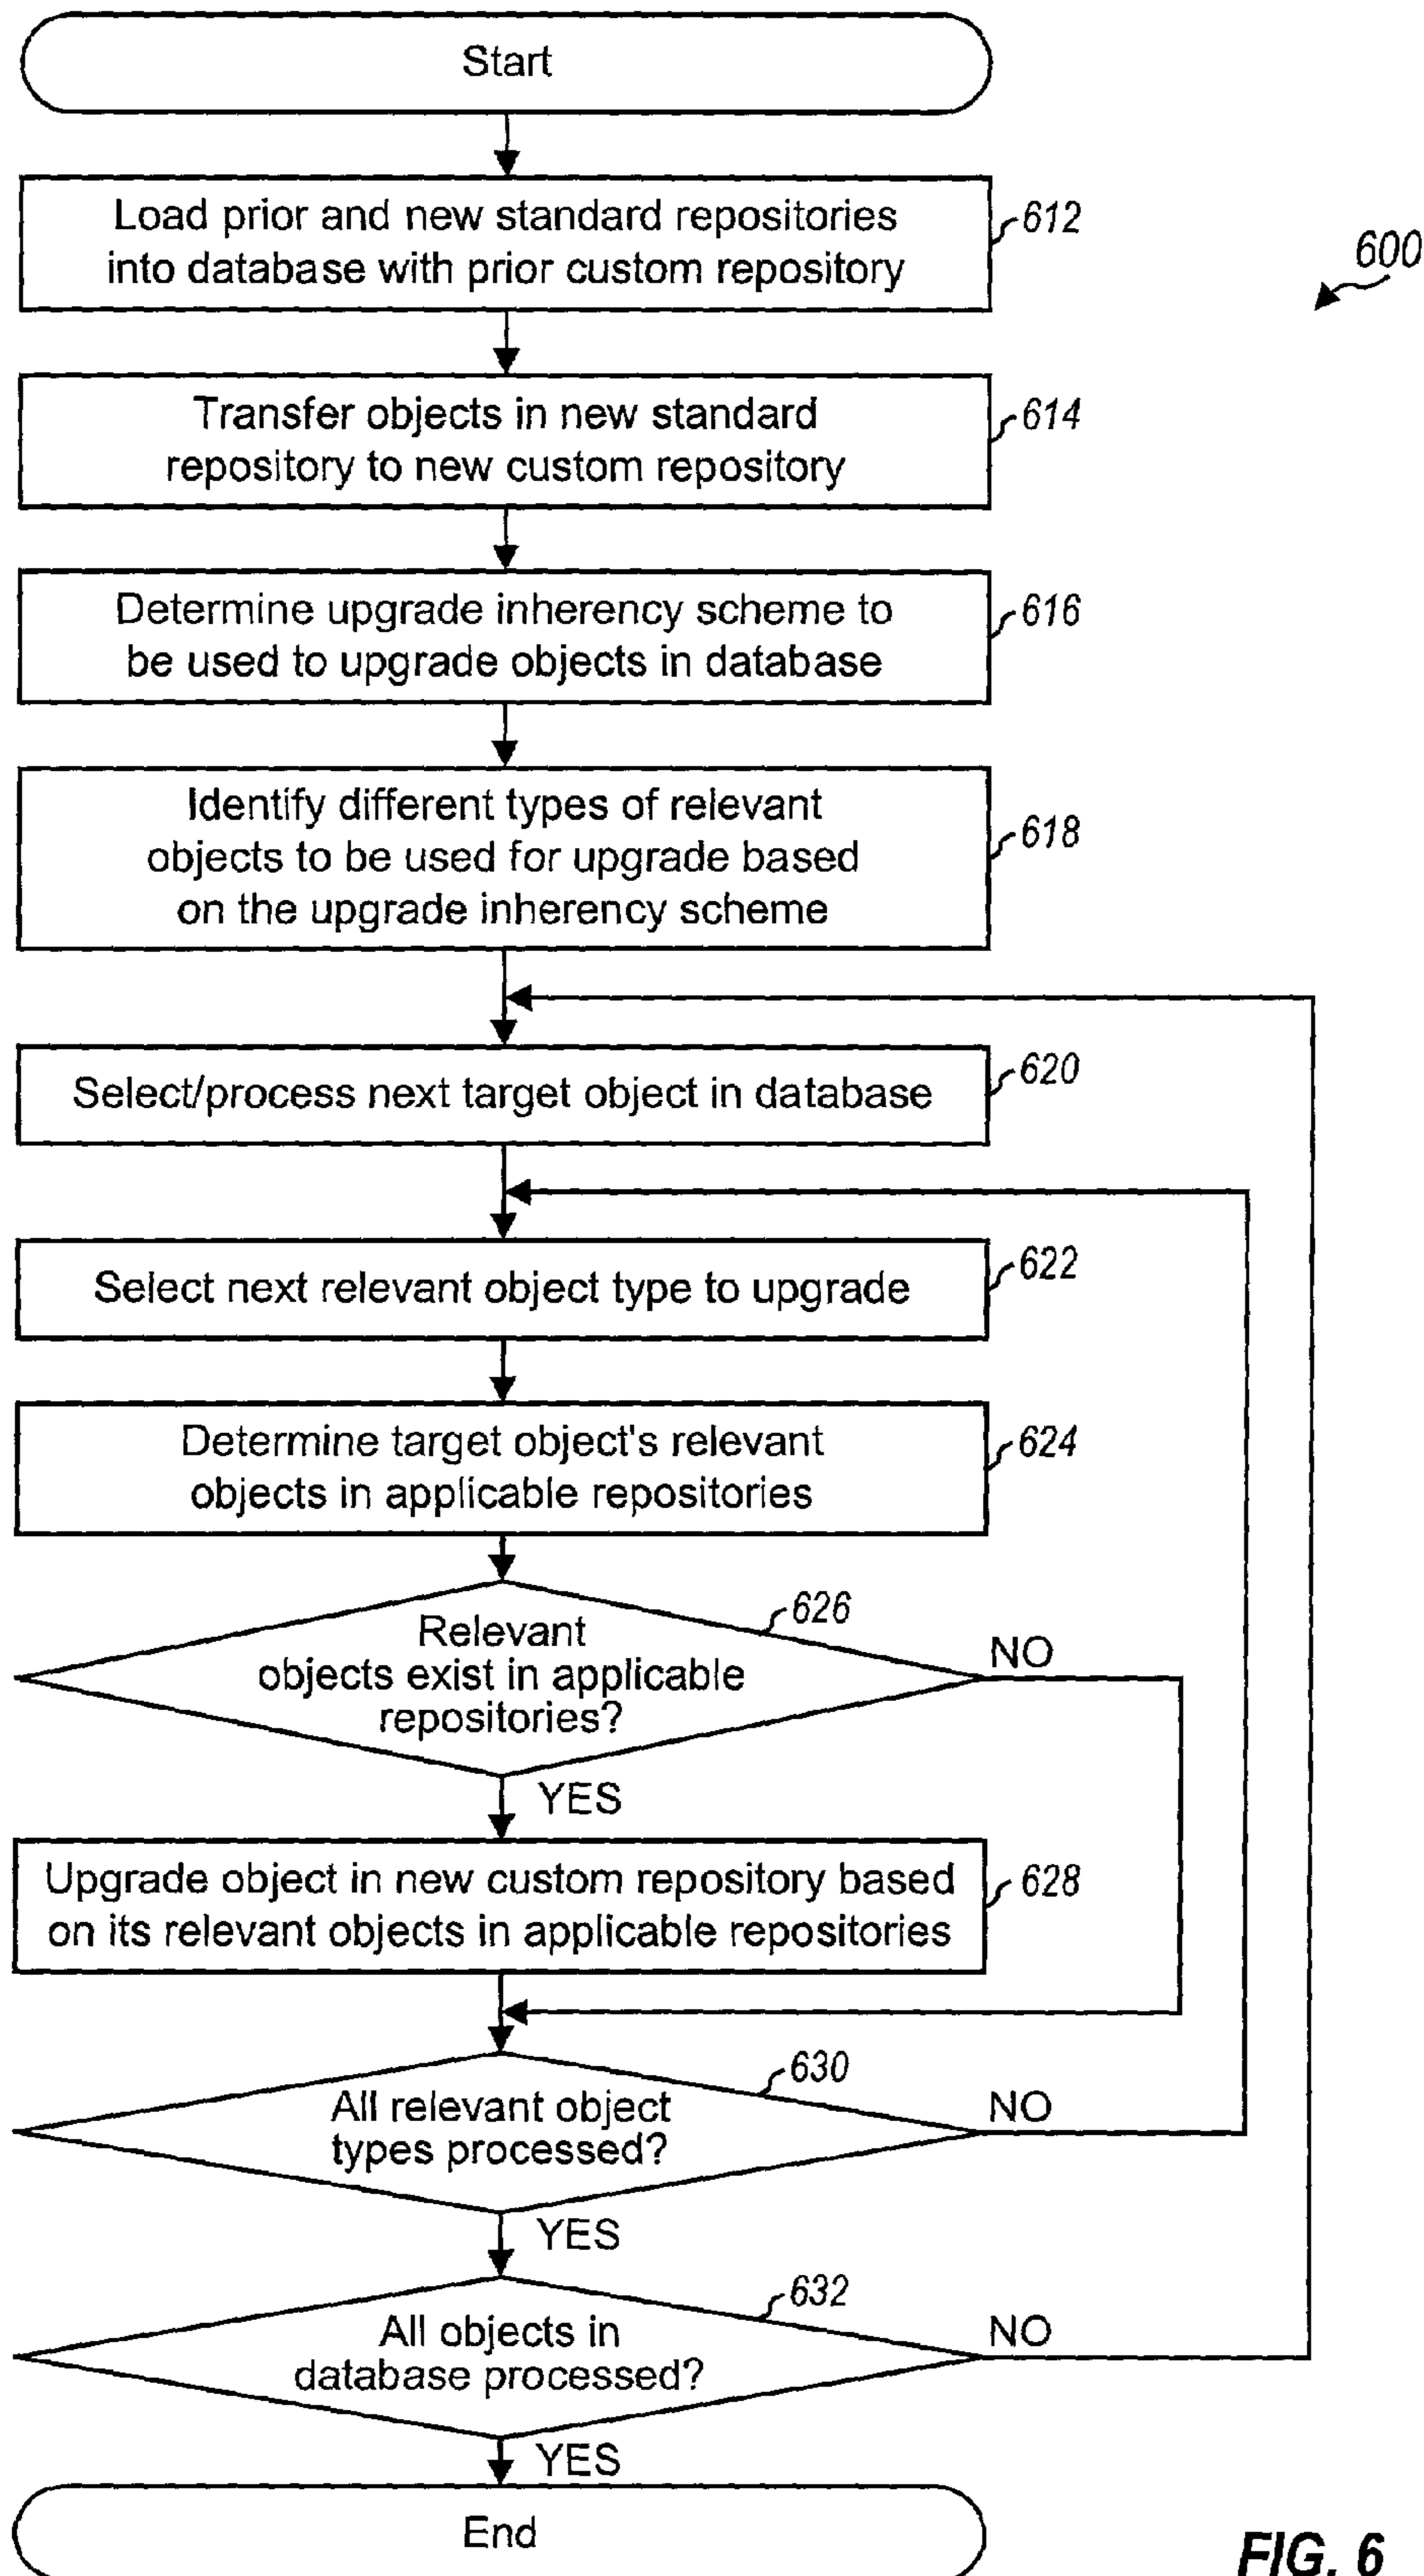 Start
Load prior and new standard repositories
into database with prior custom repository
612
600
Transfer objects in new standard
repository to new custom repository
614
Determine upgrade inherency scheme to
be used to upgrade objects in database
616
Identify different types of relevant
objects to be used for upgrade based
on the upgrade inherency scheme
618
Select/process next target object in database
620
Select next relevant object type to upgrade
622
Determine target object's relevant
objects in applicable repositories
624
626
Relevant
objects exist in applicable
repositories?
NO
YES
Upgrade object in new custom repository based
on its relevant objects in applicable repositories
628
630
All relevant object
types processed?
NO
YES
632
All objects in
database processed?
NO
YES
End
FIG. 6